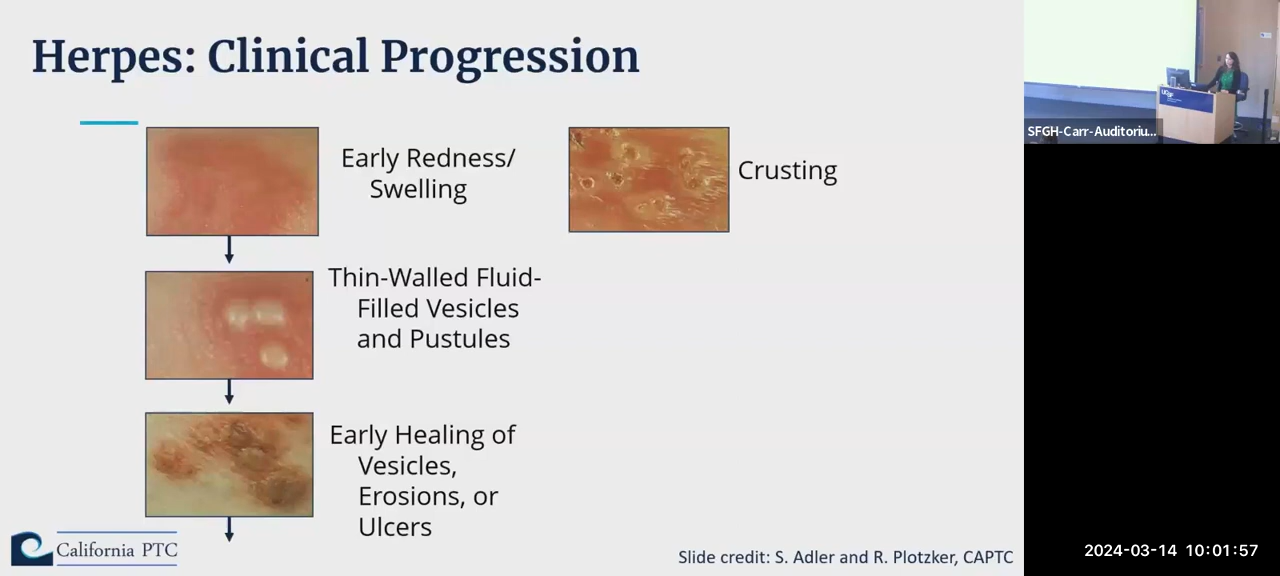 Herpes: Clinical Progression
Early Redness/
Swelling
Thin-Walled Fluid-
Filled Vesicles
and Pustules
Early Healing of
Vesicles,
Erosions, or
Ulcers
Crusting
California PTC
Slide credit: S. Adler and R. Plotzker, CAPTC
UCSF
SFGH-Carr-Auditoriu...
2024-03-14 10:01:57